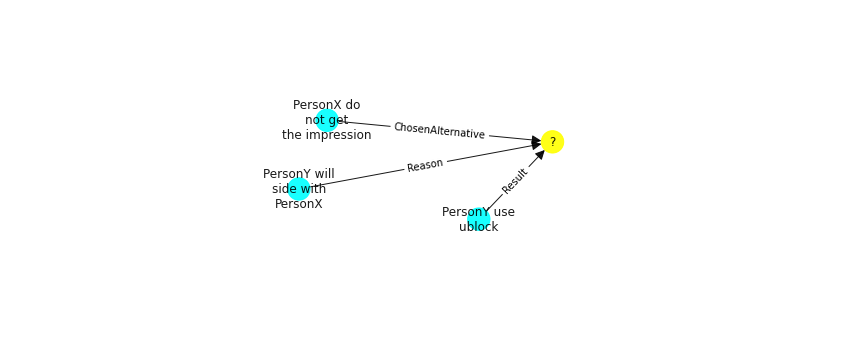 PersonX do
not get
the impression
ChosenAlternative
?
Reason
PersonY will
side with
PersonX
Result
PersonY use
ublock